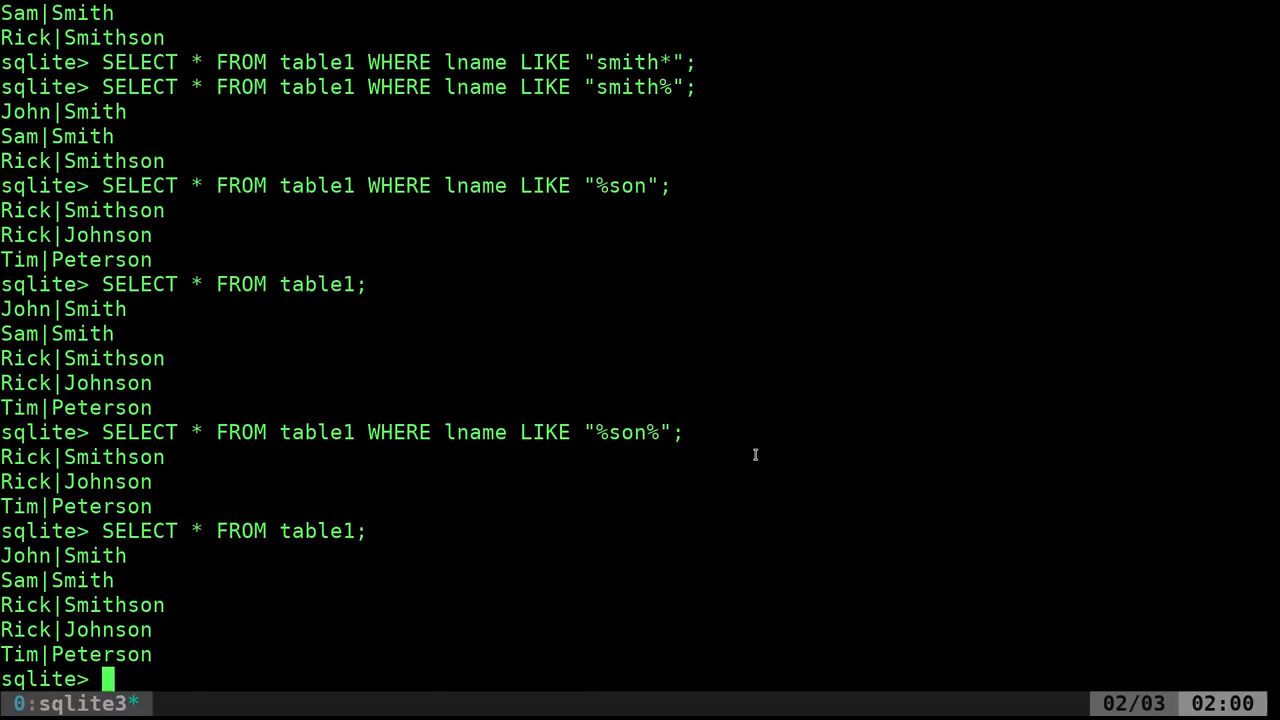 Sam|Smith
Rick|Smithson
sqlite> SELECT * FROM table1 WHERE lname LIKE "smith*";
sqlite> SELECT * FROM table1 WHERE lname LIKE "smith%";
John|Smith
Sam|Smith
Rick|Smithson
sqlite> SELECT * FROM table1 WHERE lname LIKE "%son";
Rick|Smithson
Rick|Johnson
Tim|Peterson
sqlite> SELECT * FROM table1;
John|Smith
Sam|Smith
Rick|Smithson
Rick|Johnson
Tim|Peterson
sqlite> SELECT * FROM table1 WHERE lname LIKE "%son%";
Rick|Smithson
Rick|Johnson
Tim|Peterson
sqlite> SELECT * FROM table1;
John|Smith
Sam|Smith
Rick|Smithson
Rick|Johnson
Tim|Peterson
sqlite>
0:sqlite3* 02/03 02:00